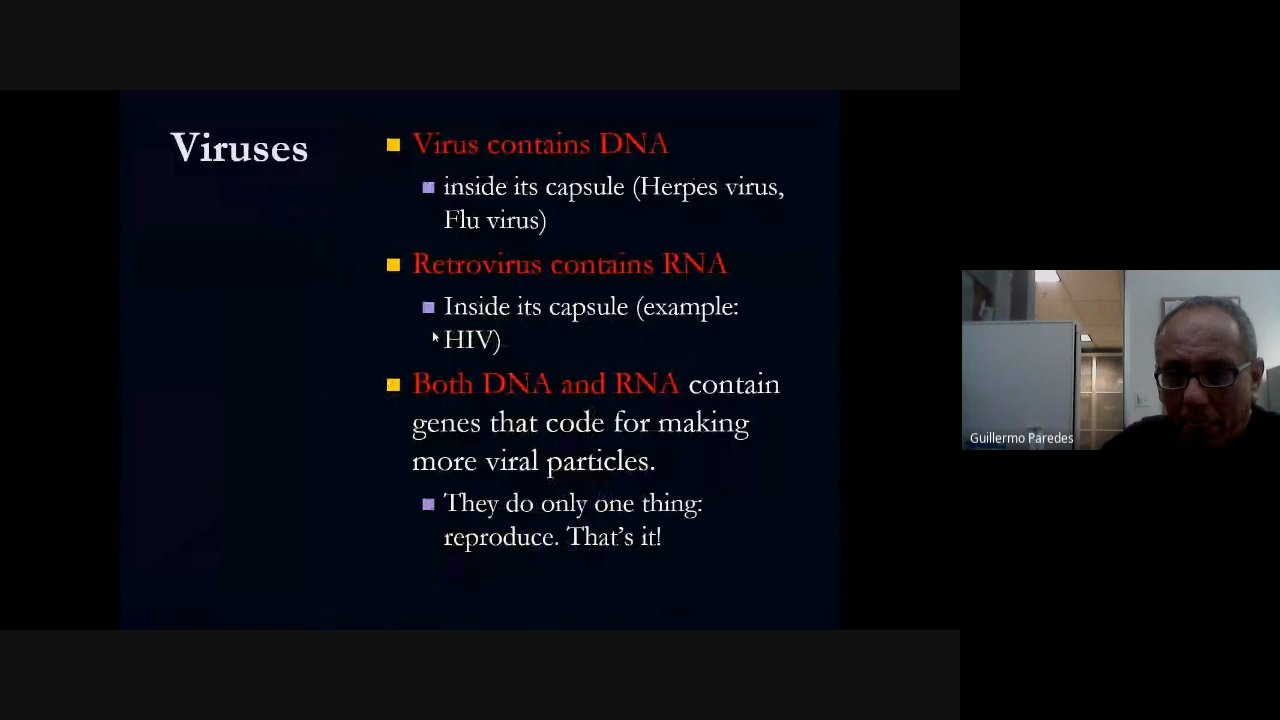 Viruses
Virus contains DNA
inside its capsule (Herpes virus,
Flu virus)
Retrovirus contains RNA
Inside its capsule (example:
HIV)
Both DNA and RNA contain
genes that code for making
more viral particles.
They do only one thing:
reproduce. That's it!
Guillermo Paredes